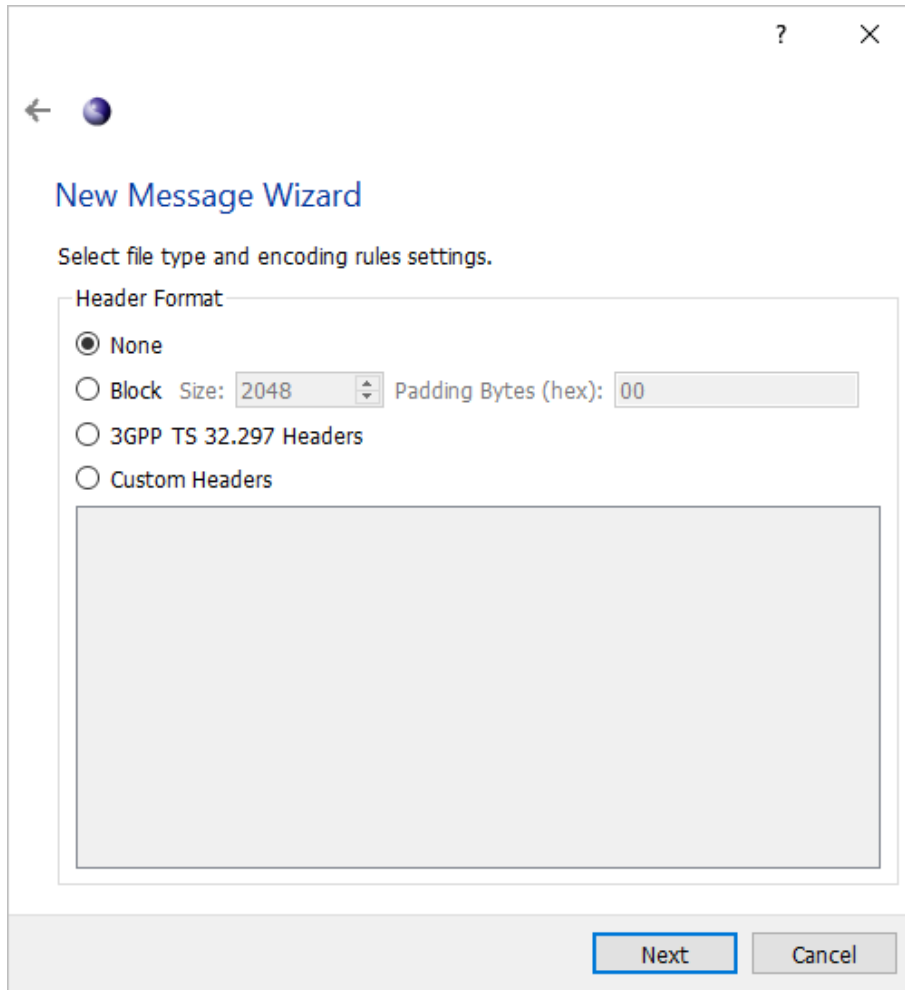 ?
New Message Wizard
Select file type and encoding rules settings.
Header Format
None
Block Size: 2048 Padding Bytes (hex): 00
3GPP TS 32.297 Headers
Custom Headers
Next Cancel